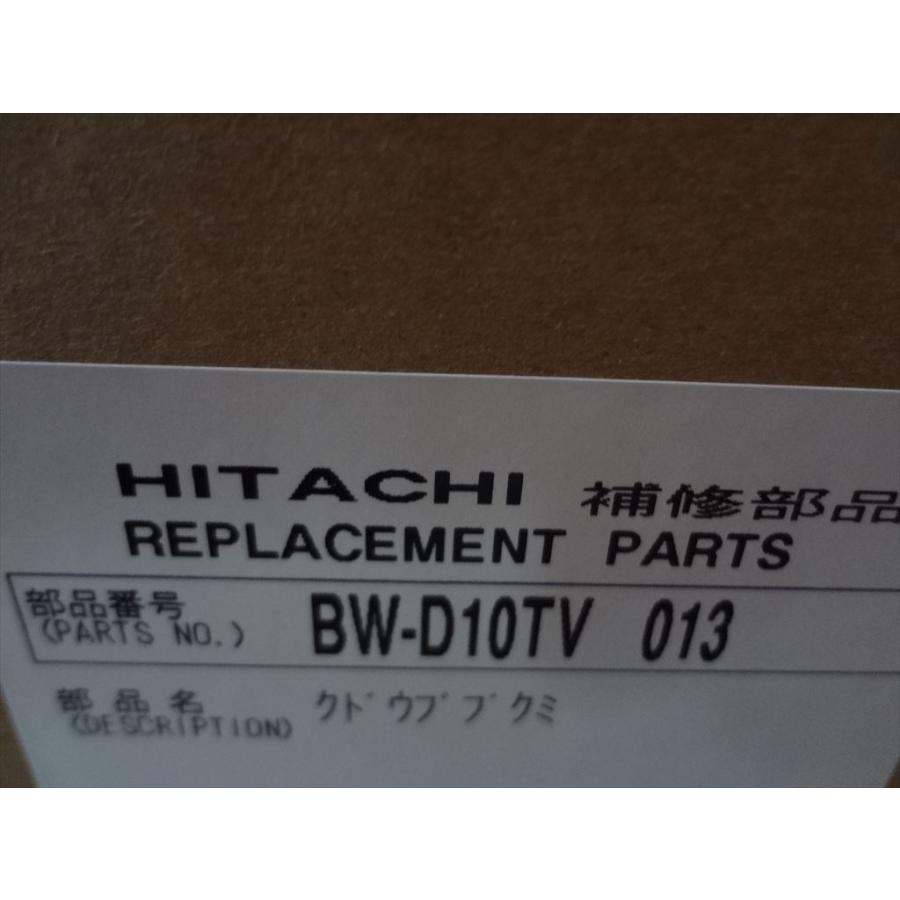 HITACHI 補修部品
REPLACEMENT PARTS
部品番号
(PARTS NO.) BW-D10TV 013
部品名 クドウブブクミ
(DESCRIPTION)